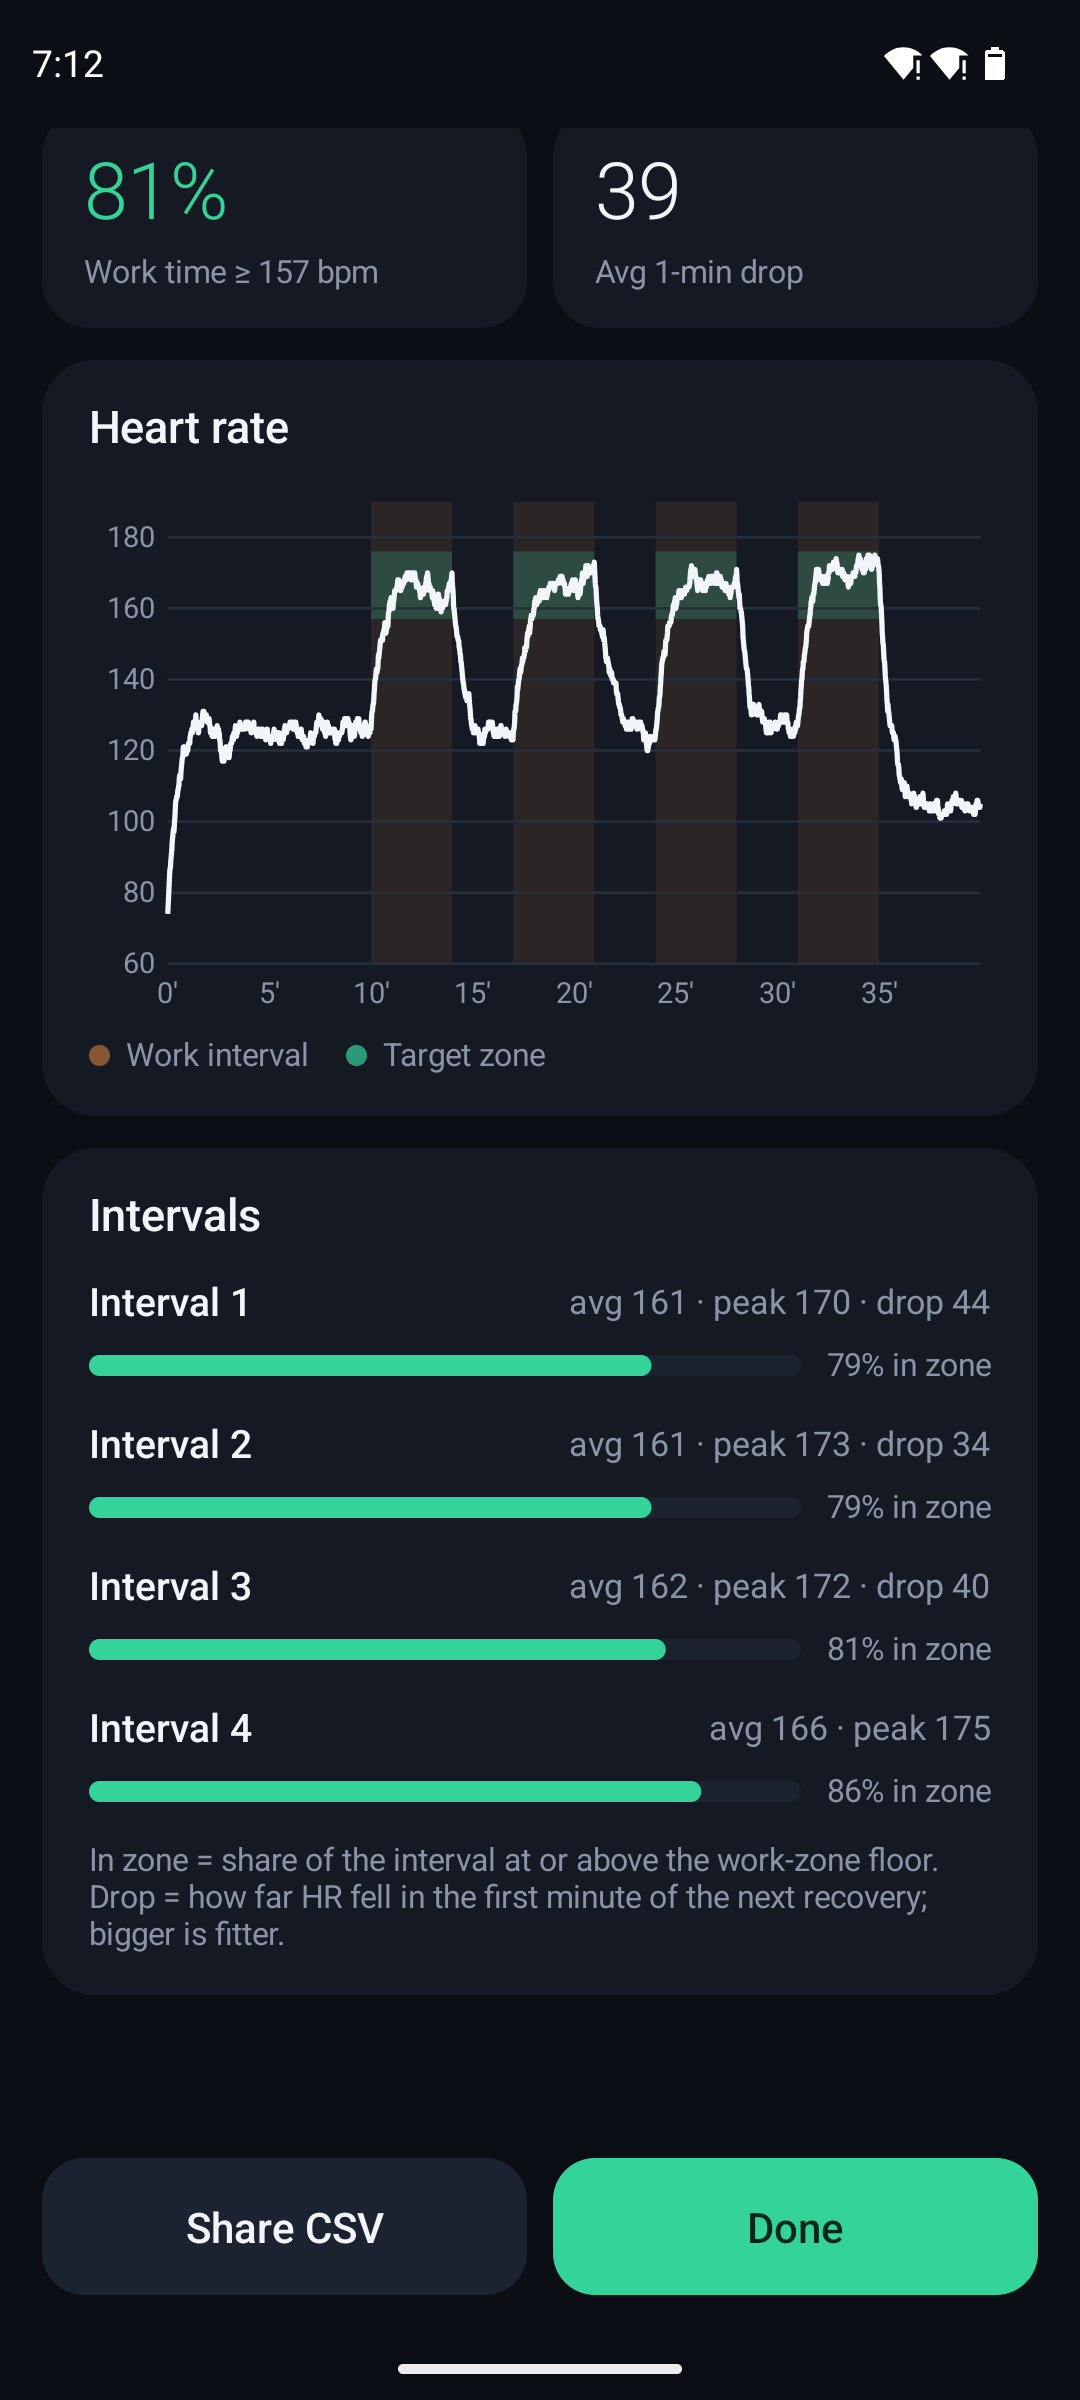 7:12
81%
Work time ≥ 157 bpm
39
Avg 1-min drop
Heart rate
180
160
140
120
100
80
60
0' 5' 10' 15' 20' 25' 30' 35'
Work interval Target zone
Intervals
Interval 1 avg 161 · peak 170 · drop 44
79% in zone
Interval 2 avg 161 · peak 173 · drop 34
79% in zone
Interval 3 avg 162 · peak 172 · drop 40
81% in zone
Interval 4 avg 166 · peak 175
86% in zone
In zone = share of the interval at or above the work-zone floor.
Drop = how far HR fell in the first minute of the next recovery;
bigger is fitter.
Share CSV Done